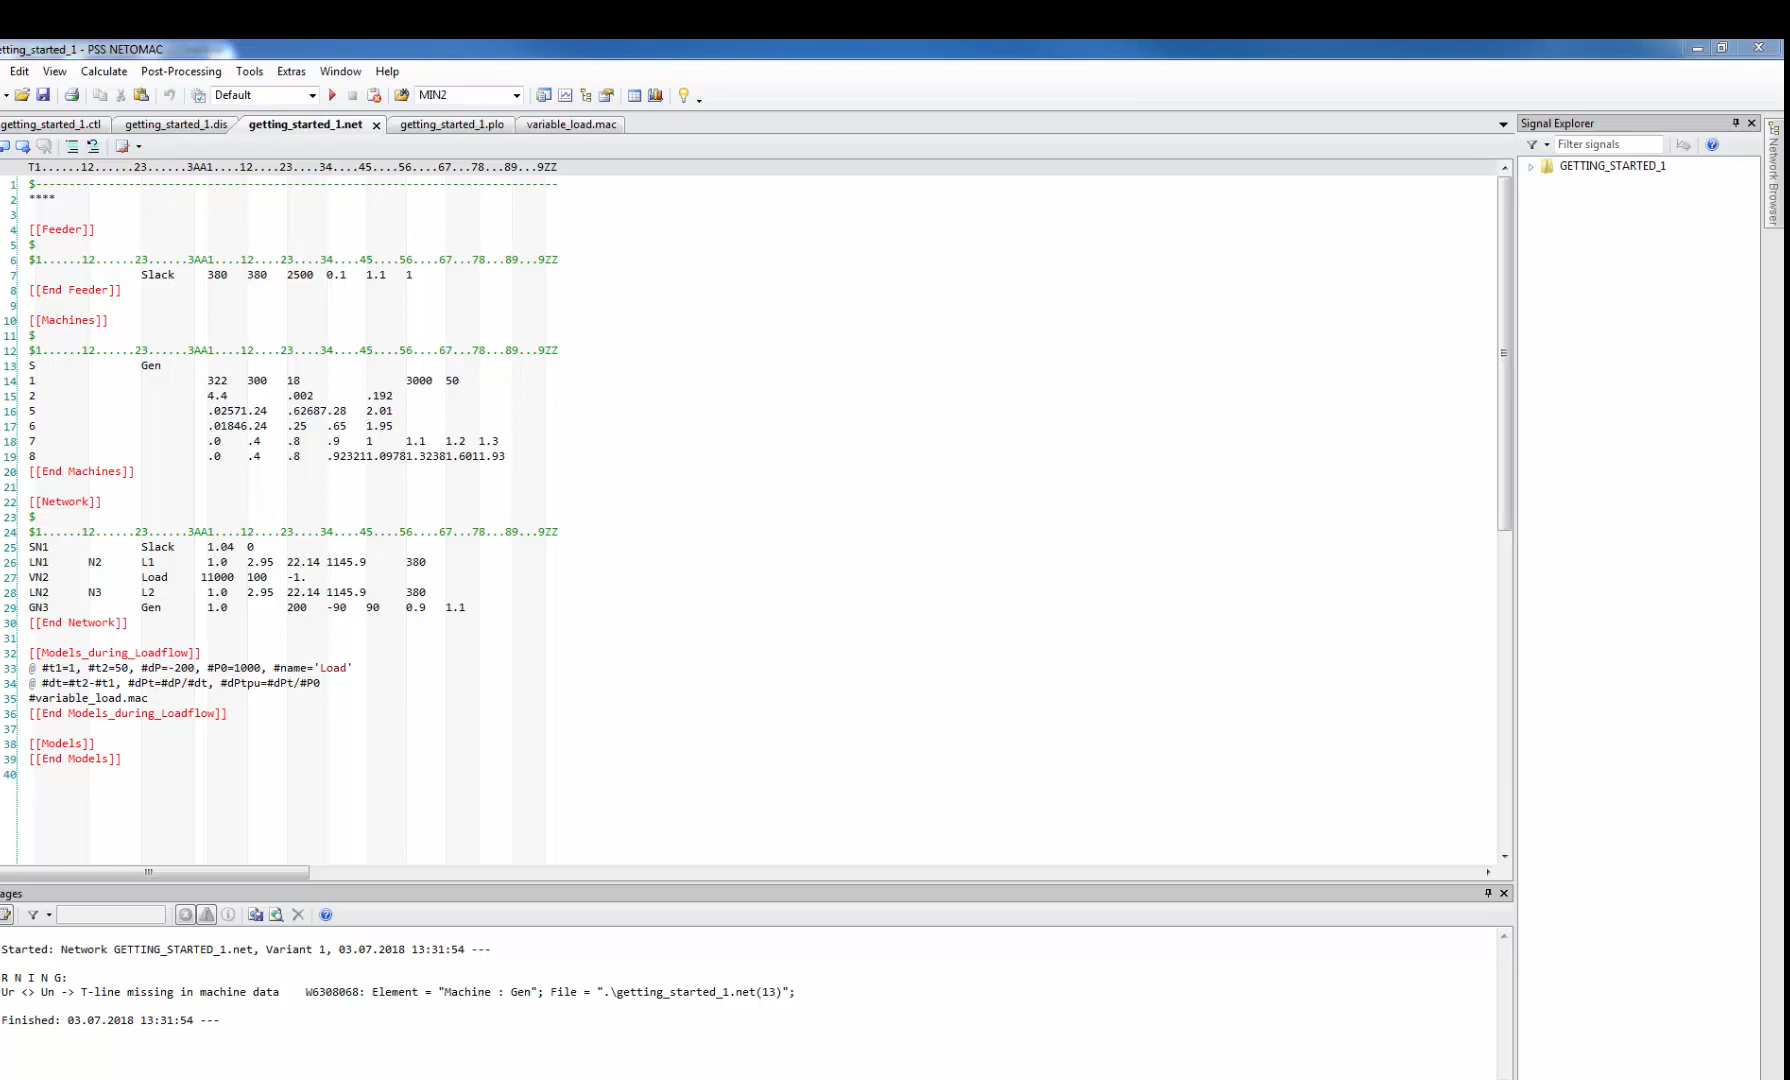 etting_started_1 - PSS NETOMAC
Edit View Calculate Post-Processing Tools Extras Window Help
Default MIN2
getting_started_1.ctl getting_started_1.dis getting_started_1.net getting_started_1.plo variable_load.mac
T1......12......23......3AA1....12....23....34....45....56....67...78...89...9ZZ
1 $-------------------------------------------------------------------------------
2 ****
3
4 [[Feeder]]
5 $
6 $1......12......23......3AA1....12....23....34....45....56....67...78...89...9ZZ
7 Slack 380 380 2500 0.1 1.1 1
8 [[End Feeder]]
9
10 [[Machines]]
11 $
12 $1......12......23......3AA1....12....23....34....45....56....67...78...89...9ZZ
13 S Gen
14 1 322 300 18 3000 50
15 2 4.4 .002 .192
16 5 .02571.24 .62687.28 2.01
17 6 .01846.24 .25 .65 1.95
18 7 .0 .4 .8 .9 1 1.1 1.2 1.3
19 8 .0 .4 .8 .923211.09781.32381.6011.93
20 [[End Machines]]
21
22 [[Network]]
23 $
24 $1......12......23......3AA1....12....23....34....45....56....67...78...89...9ZZ
25 SN1 Slack 1.04 0
26 LN1 N2 L1 1.0 2.95 22.14 1145.9 380
27 VN2 Load 11000 100 -1.
28 LN2 N3 L2 1.0 2.95 22.14 1145.9 380
29 GN3 Gen 1.0 200 -90 90 0.9 1.1
30 [[End Network]]
31
32 [[Models_during_Loadflow]]
33 @ #t1=1, #t2=50, #dP=-200, #P0=1000, #name='Load'
34 @ #dt=#t2-#t1, #dPt=#dP/#dt, #dPtpu=#dPt/#P0
35 #variable_load.mac
36 [[End Models_during_Loadflow]]
37
38 [[Models]]
39 [[End Models]]
40
Signal Explorer
Filter signals
GETTING_STARTED_1
Network Browser
ages
Started: Network GETTING_STARTED_1.net, Variant 1, 03.07.2018 13:31:54 ---
R N I N G:
Ur <> Un -> T-line missing in machine data W6308068: Element = "Machine : Gen"; File = ".\getting_started_1.net(13)";
Finished: 03.07.2018 13:31:54 ---